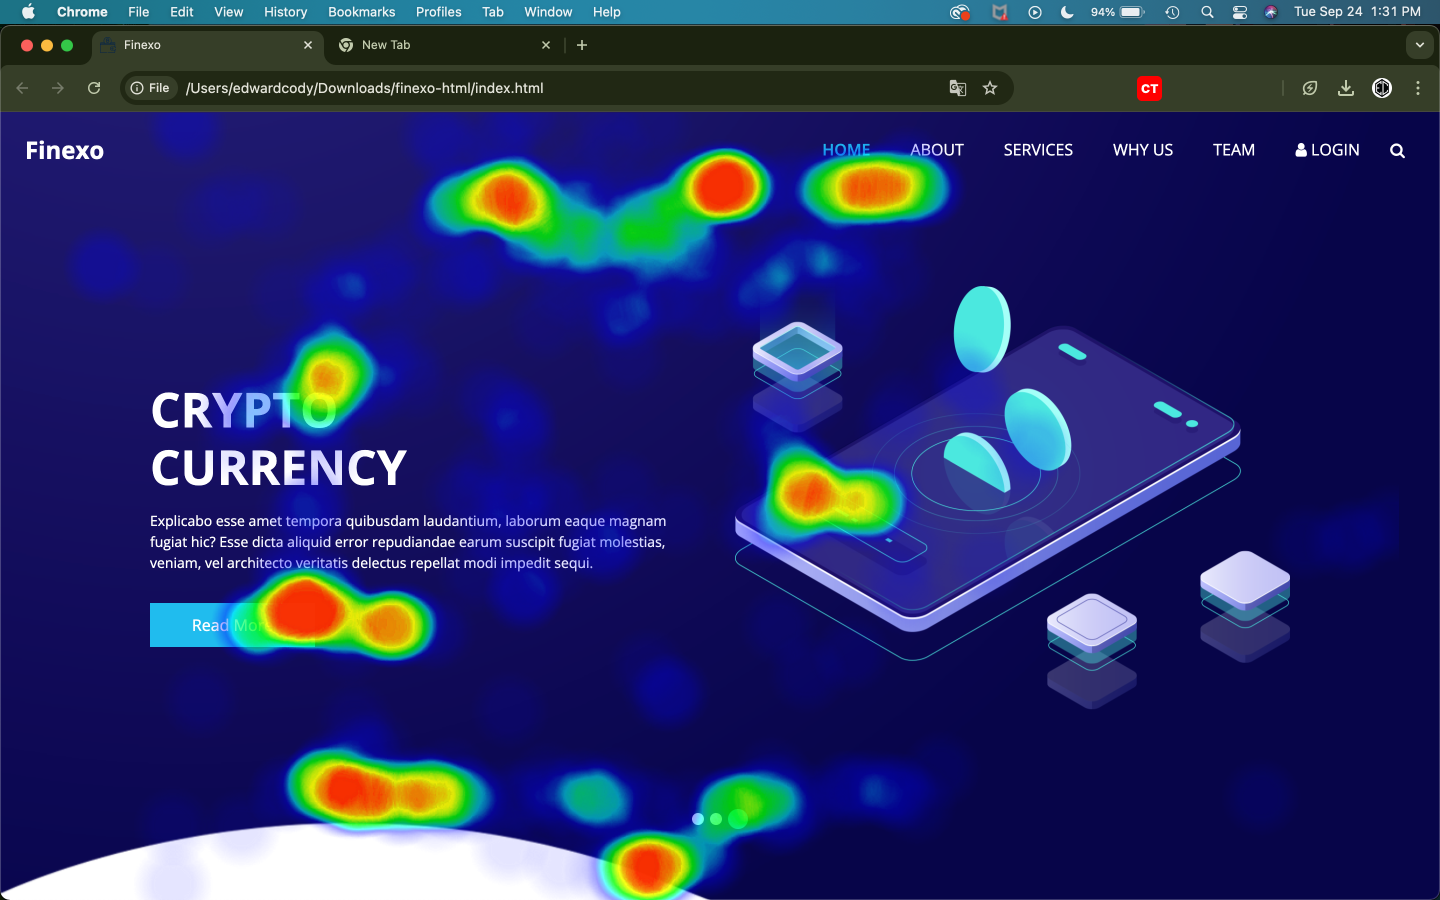 Chrome File Edit View History Bookmarks Profiles Tab Window Help 94% Tue Sep 24 1:31 PM
Finexo New Tab
File /Users/edwardcody/Downloads/finexo-html/index.html CT
Finexo HOME ABOUT SERVICES WHY US TEAM LOGIN
CRYPTO
CURRENCY
Explicabo esse amet tempora quibusdam laudantium, laborum eaque magnam
fugiat hic? Esse dicta aliquid error repudiandae earum suscipit fugiat molestias,
veniam, vel architecto veritatis delectus repellat modi impedit sequi.
Read